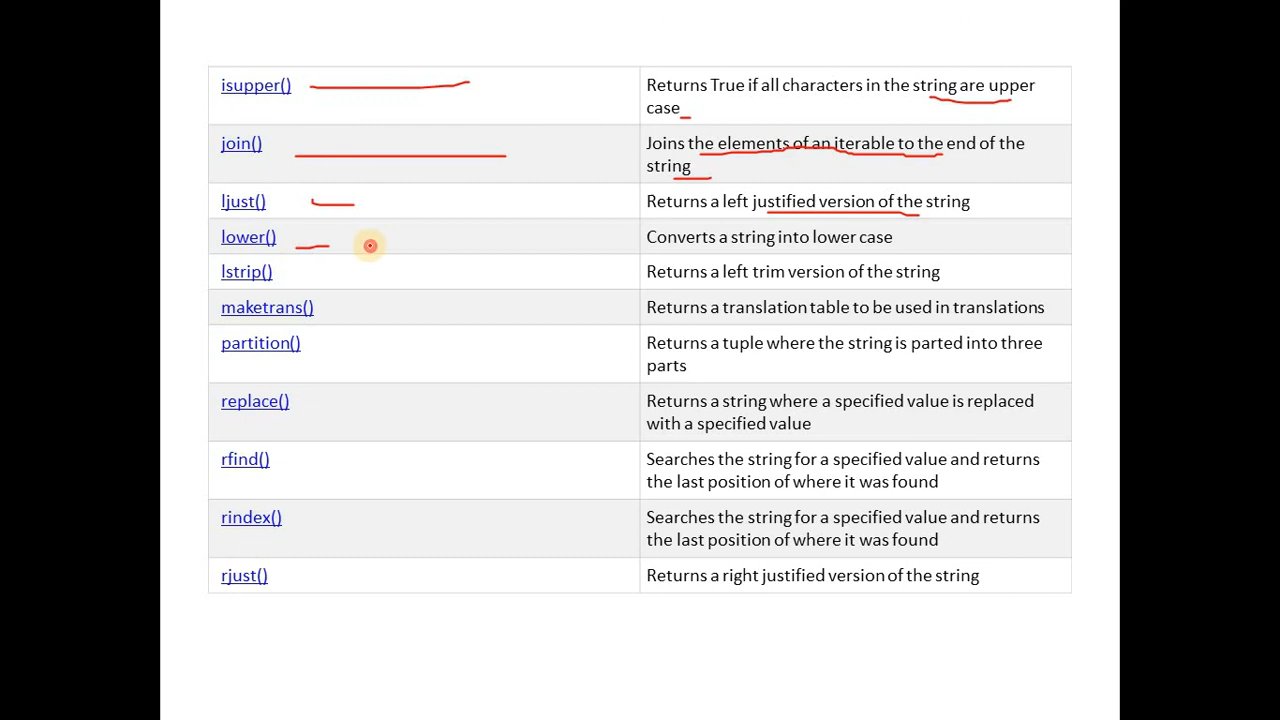 isupper()
Returns True if all characters in the string are upper
case
join()
Joins the elements of an iterable to the end of the
string
ljust()
Returns a left justified version of the string
lower()
Converts a string into lower case
lstrip()
Returns a left trim version of the string
maketrans()
Returns a translation table to be used in translations
partition()
Returns a tuple where the string is parted into three
parts
replace()
Returns a string where a specified value is replaced
with a specified value
rfind()
Searches the string for a specified value and returns
the last position of where it was found
rindex()
Searches the string for a specified value and returns
the last position of where it was found
rjust()
Returns a right justified version of the string